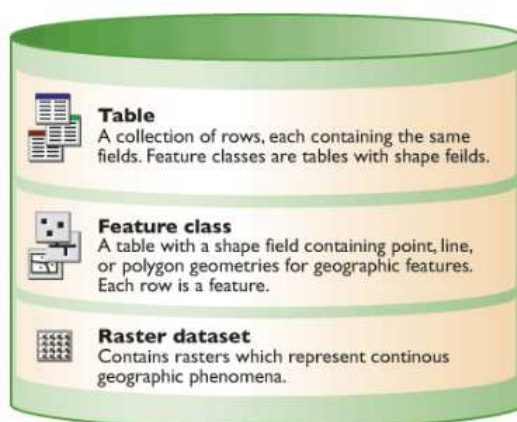 Table
A collection of rows, each containing the same
fields. Feature classes are tables with shape feilds.
Feature class
A table with a shape field containing point, line,
or polygon geometries for geographic features.
Each row is a feature.
Raster dataset
Contains rasters which represent continous
geographic phenomena.